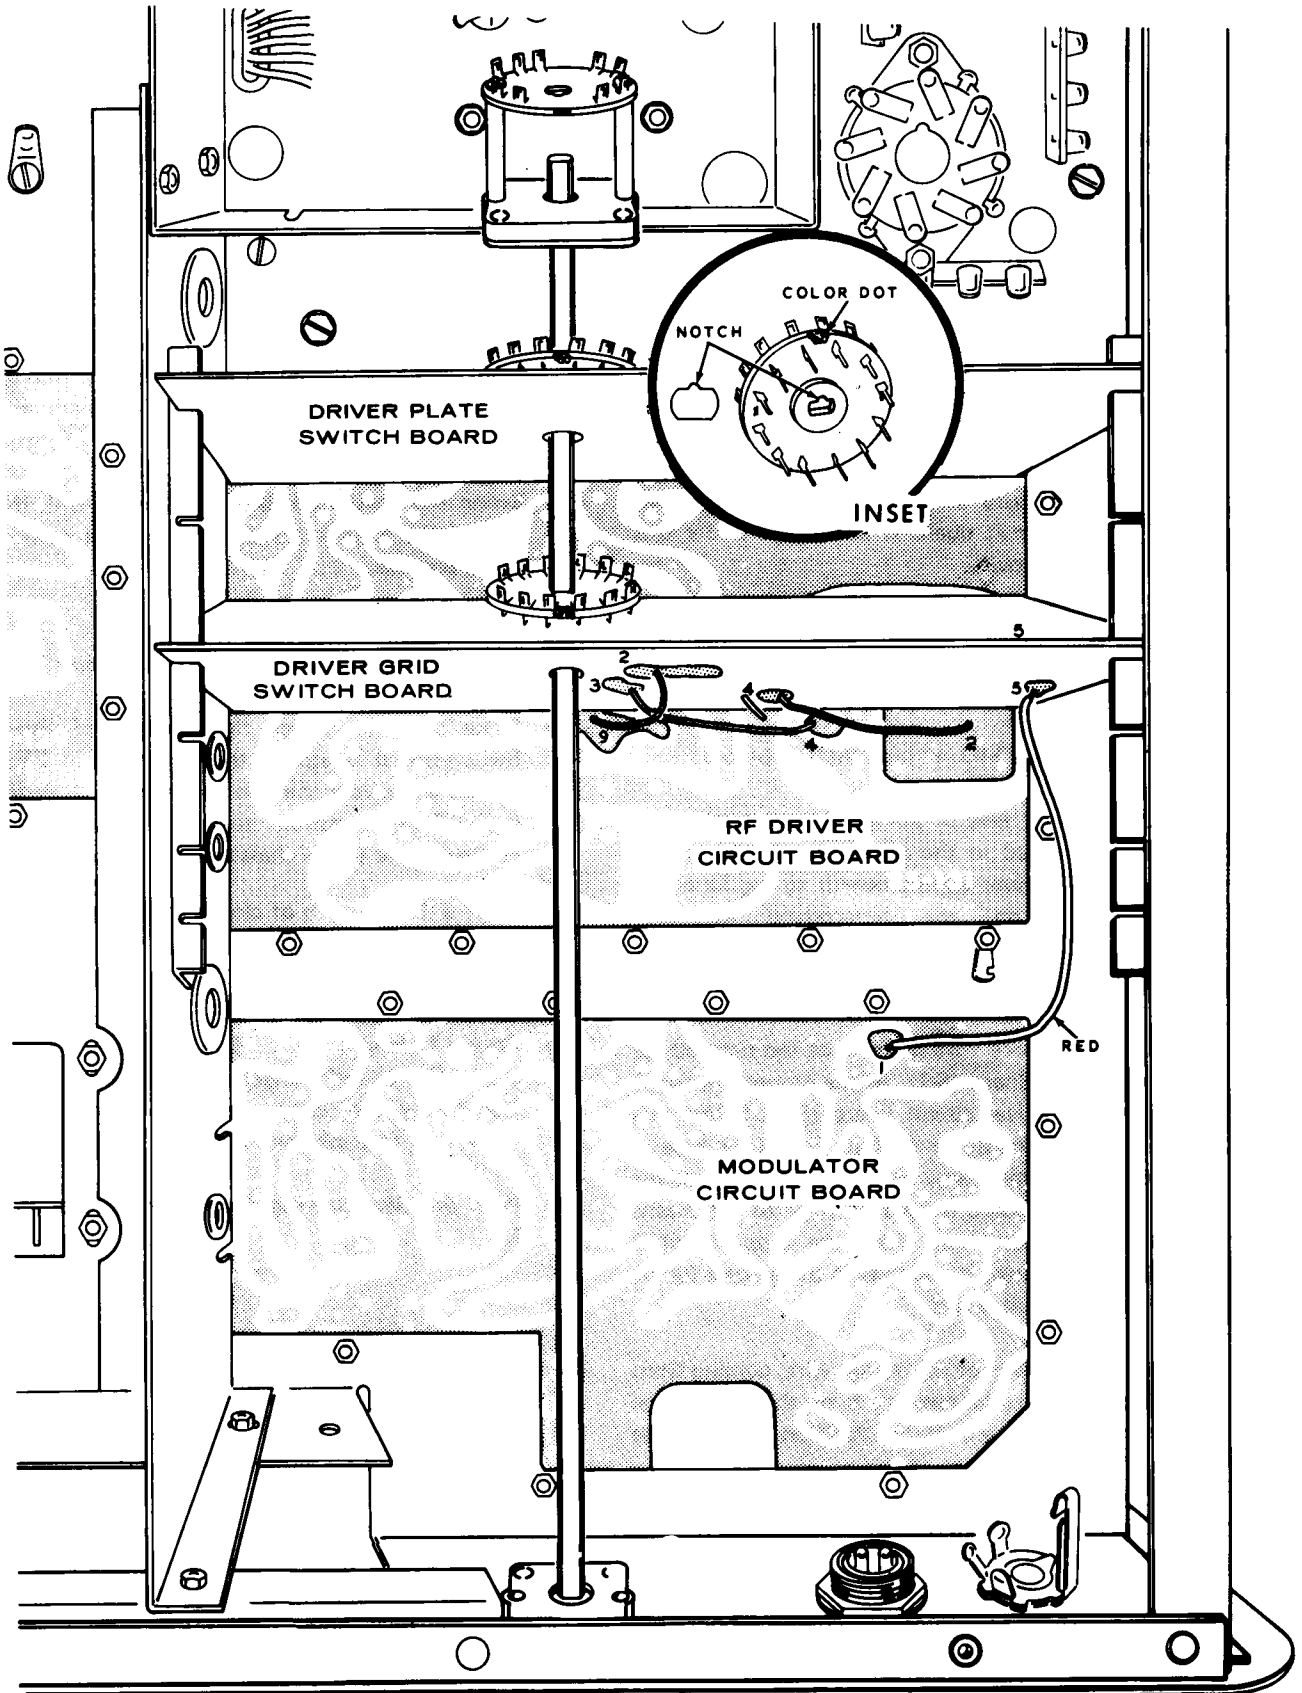 COLOR DOT
NOTCH
DRIVER PLATE
SWITCH BOARD
INSET
5
DRIVER GRID
SWITCH BOARD
2
3
4
5
9
4
2
RF DRIVER
CIRCUIT BOARD
RED
1
MODULATOR
CIRCUIT BOARD